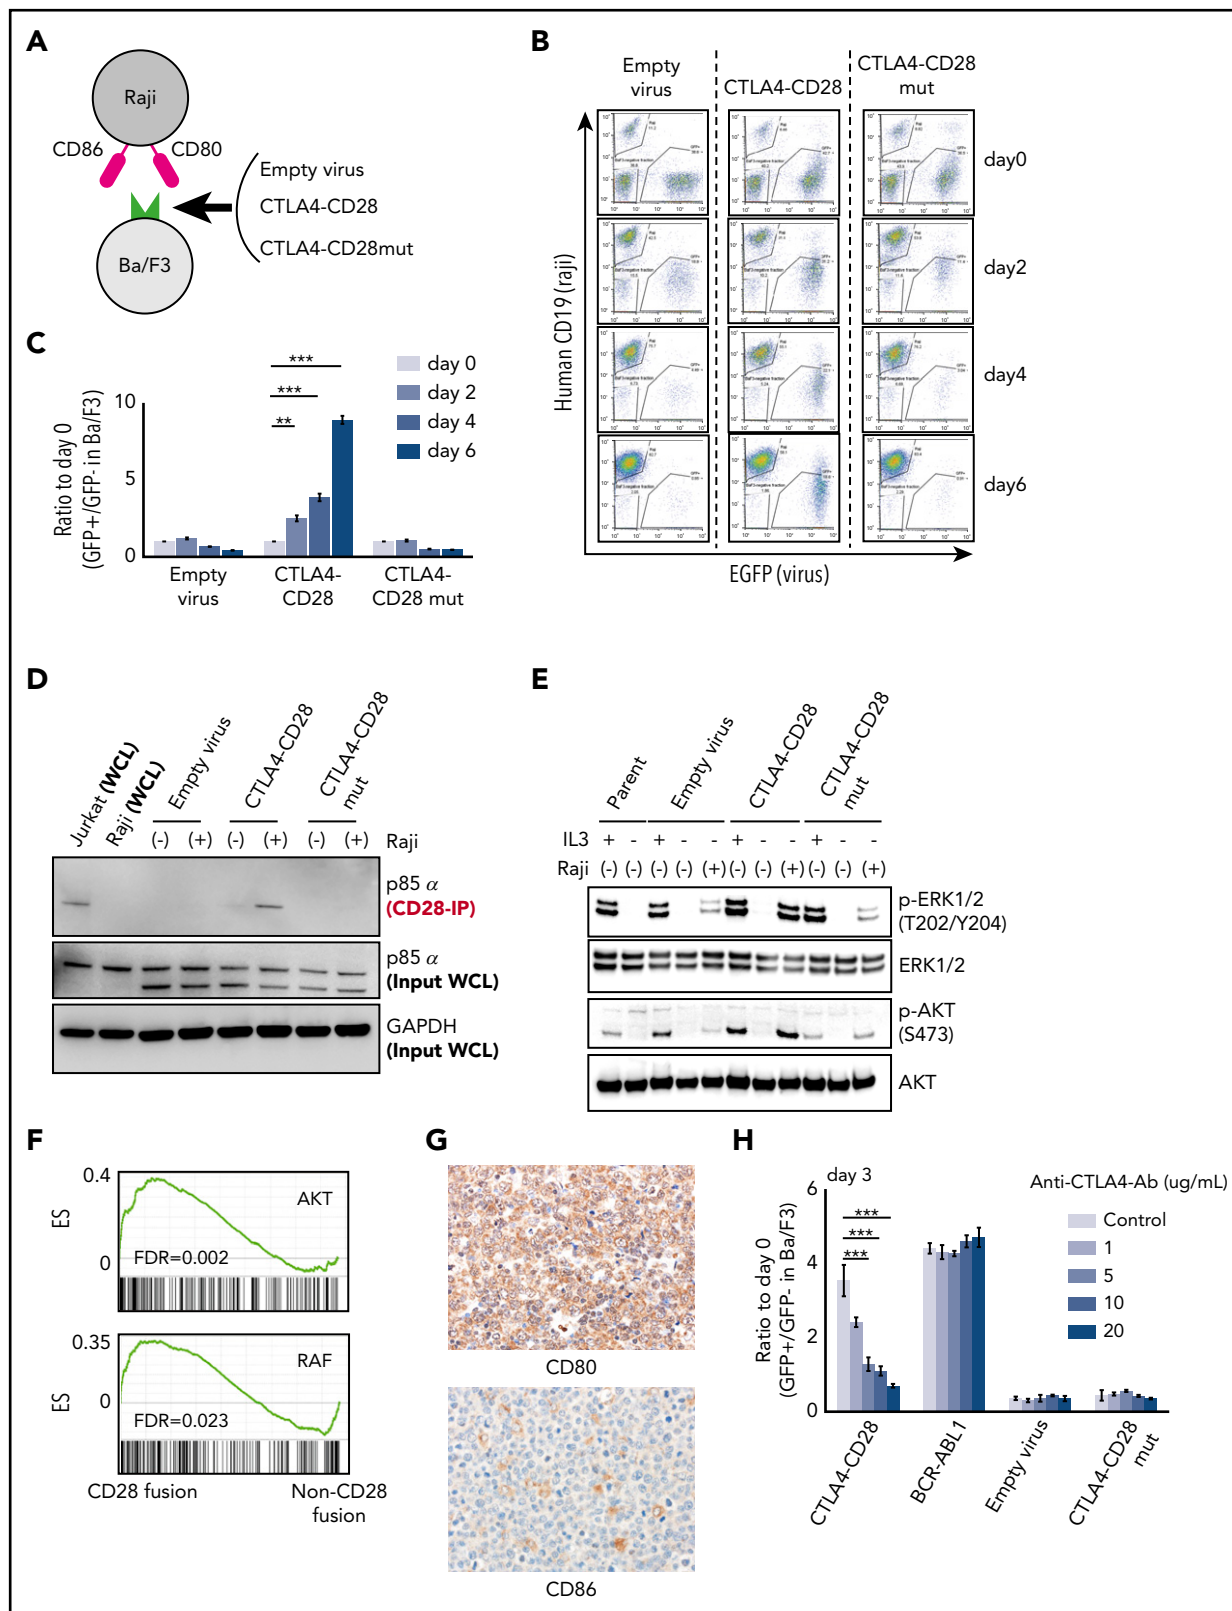 A
Raji
CD86
CD80
Empty virus
CTLA4-CD28
CTLA4-CD28mut
Ba/F3
B
Empty
virus
CTLA4-CD28
CTLA4-CD28
mut
day0
day2
day4
day6
Human CD19 (raji)
EGFP (virus)
C
***
***
**
day 0
day 2
day 4
day 6
10
5
0
Ratio to day 0
(GFP+/GFP- in Ba/F3)
Empty
virus
CTLA4-
CD28
CTLA4-
CD28 mut
D
Jurkat (WCL)
Raji (WCL)
Empty virus
CTLA4-CD28
CTLA4-CD28
mut
(-) (+) (-) (+) (-) (+) Raji
p85 α
(CD28-IP)
p85 α
(Input WCL)
GAPDH
(Input WCL)
E
Parent
Empty virus
CTLA4-CD28
CTLA4-CD28
mut
IL3 + - + - - + - - + - -
Raji (-) (-) (-) (-) (+) (-) (-) (+) (-) (-) (+)
p-ERK1/2
(T202/Y204)
ERK1/2
p-AKT
(S473)
AKT
F
0.4
ES
0
AKT
FDR=0.002
0.35
ES
0
RAF
FDR=0.023
CD28 fusion
Non-CD28
fusion
G
CD80
CD86
H
day 3
Anti-CTLA4-Ab (ug/mL)
Control
1
5
10
20
***
***
***
6
4
2
0
Ratio to day 0
(GFP+/GFP- in Ba/F3)
CTLA4-CD28
BCR-ABL1
Empty virus
CTLA4-CD28
mut